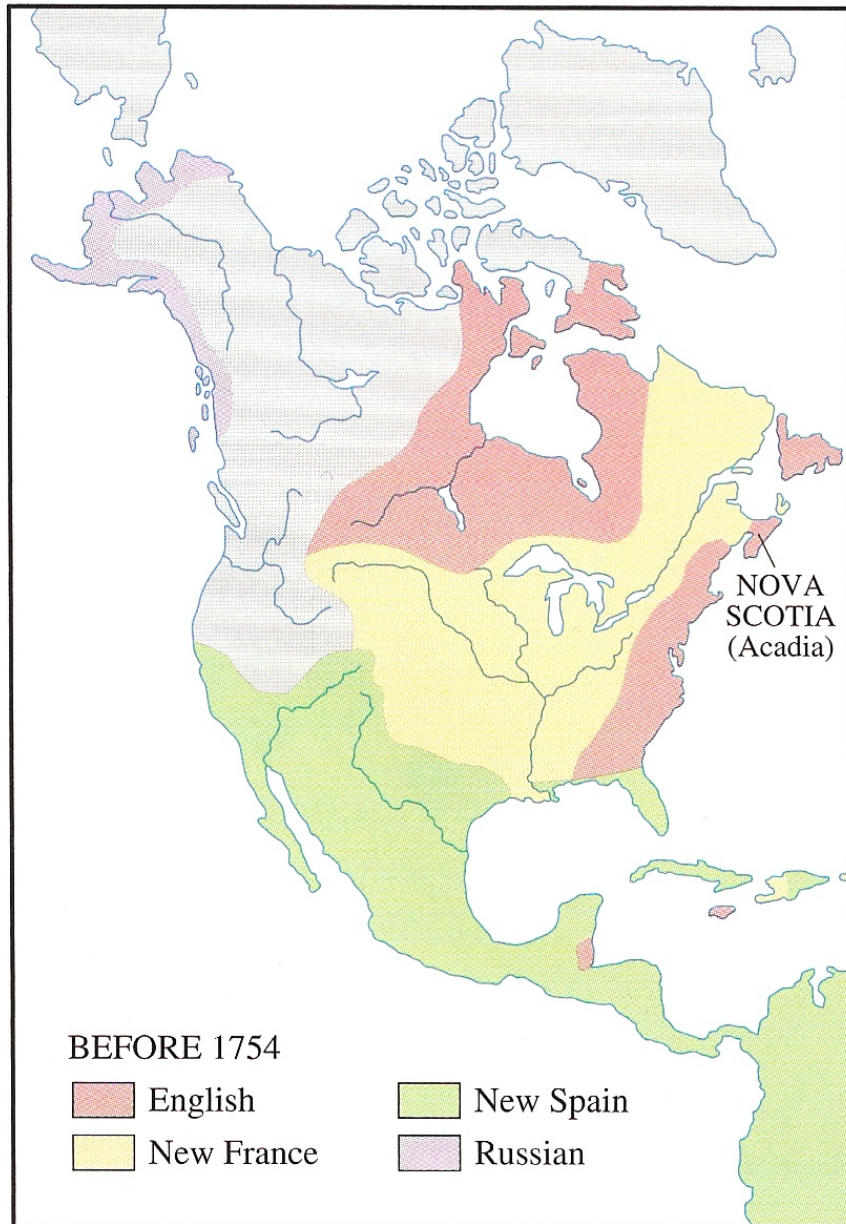 NOVA
SCOTIA
(Acadia)
BEFORE 1754
English
New Spain
New France
Russian